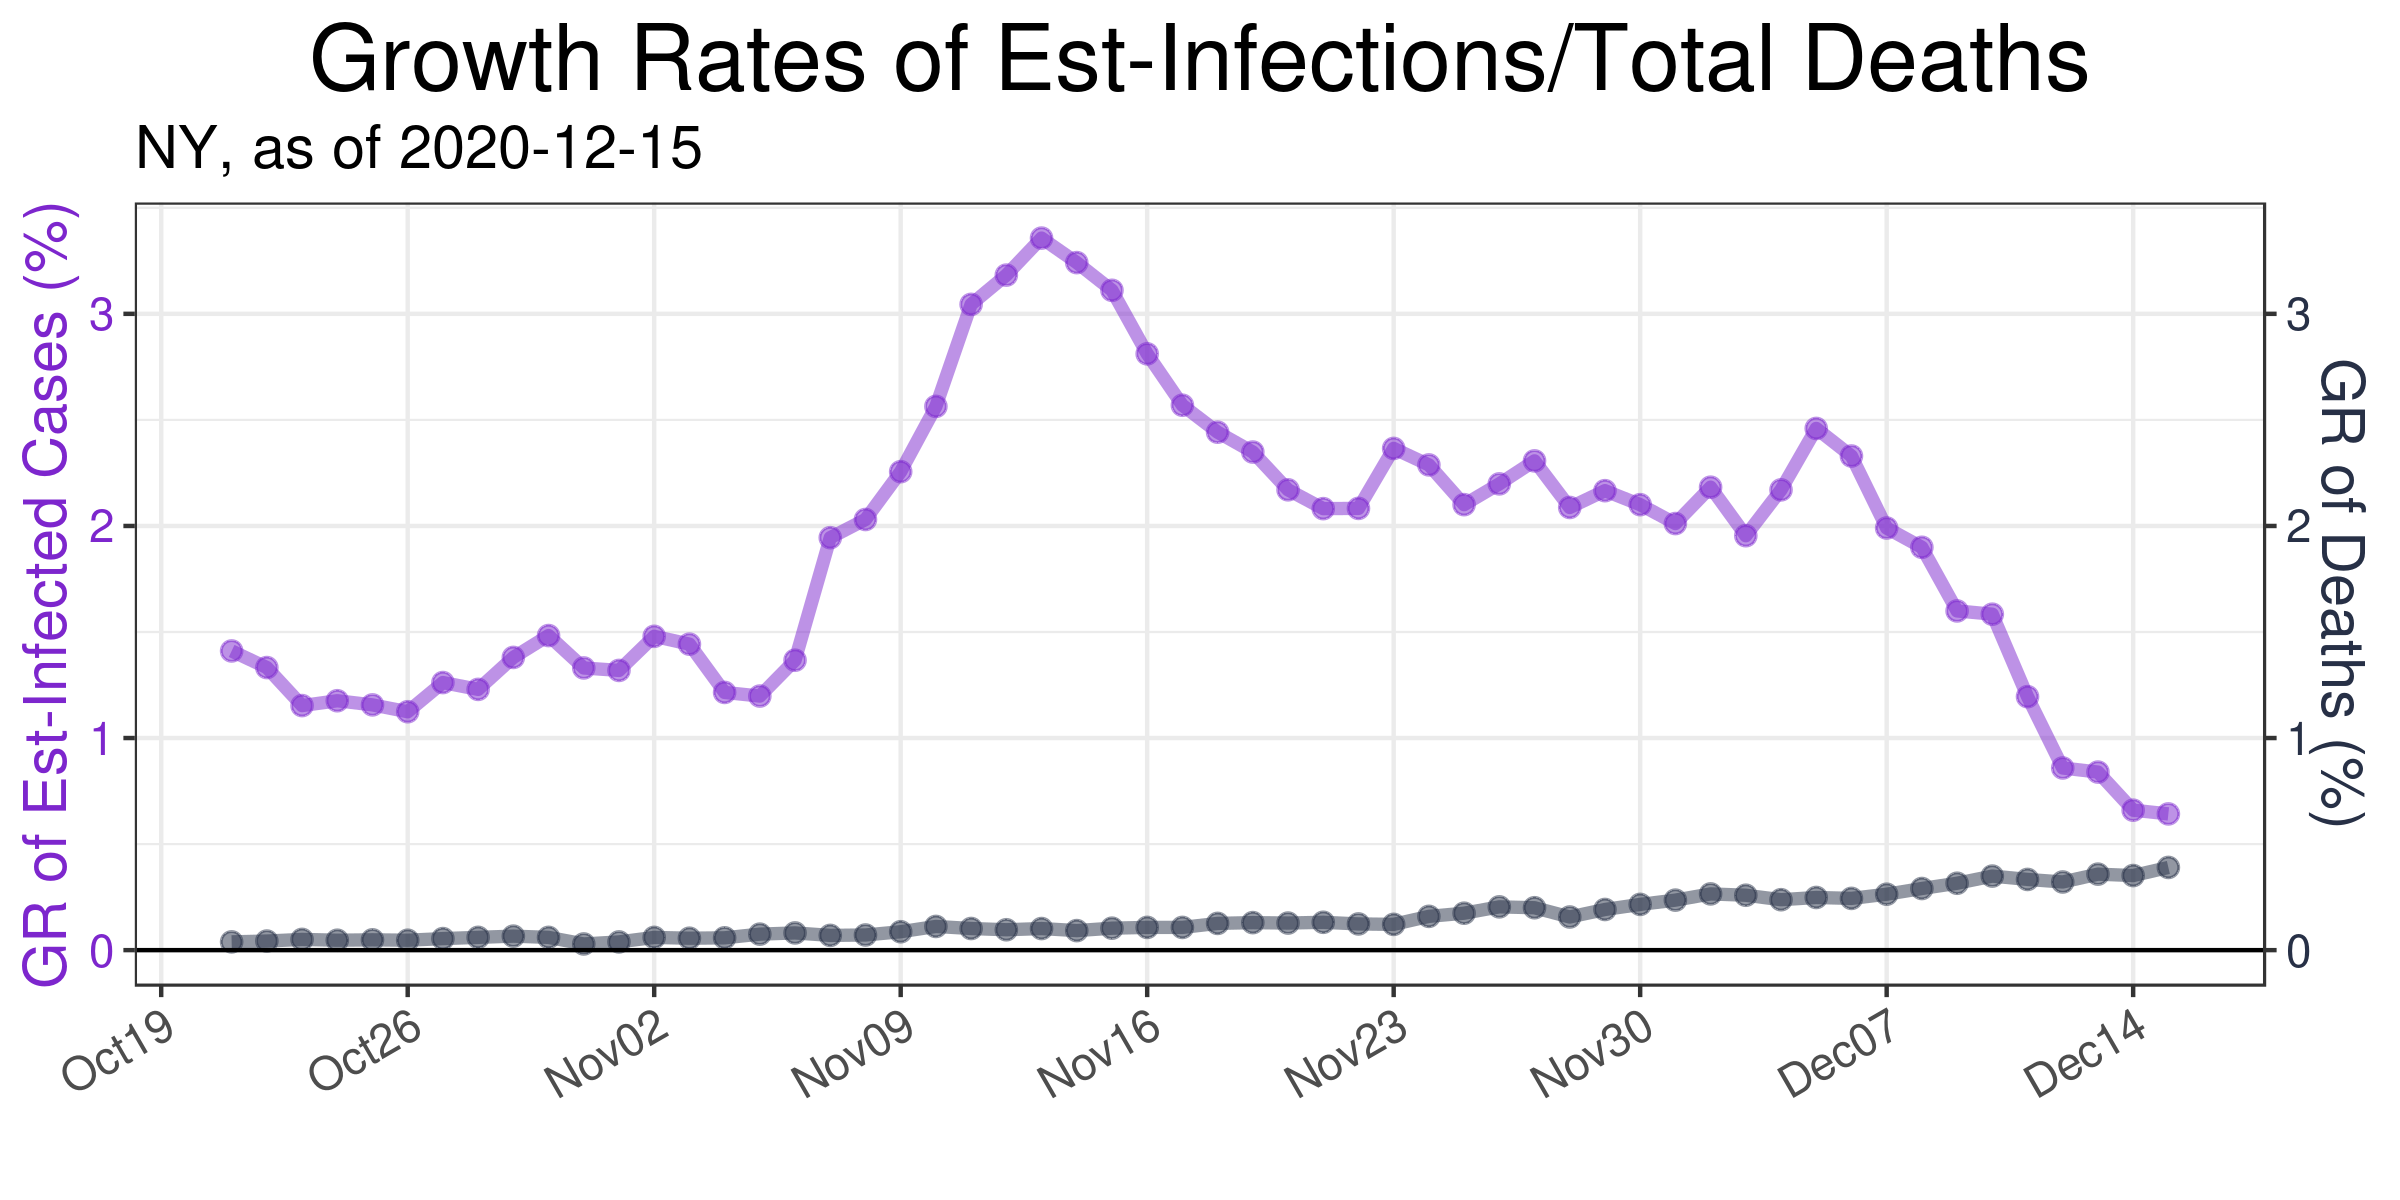 Growth Rates of Est-Infections/Total Deaths
NY, as of 2020-12-15
GR of Est-Infected Cases (%)
3
2
1
0
3
2
1
0
GR of Deaths (%)
Oct19
Oct26
Nov02
Nov09
Nov16
Nov23
Nov30
Dec07
Dec14